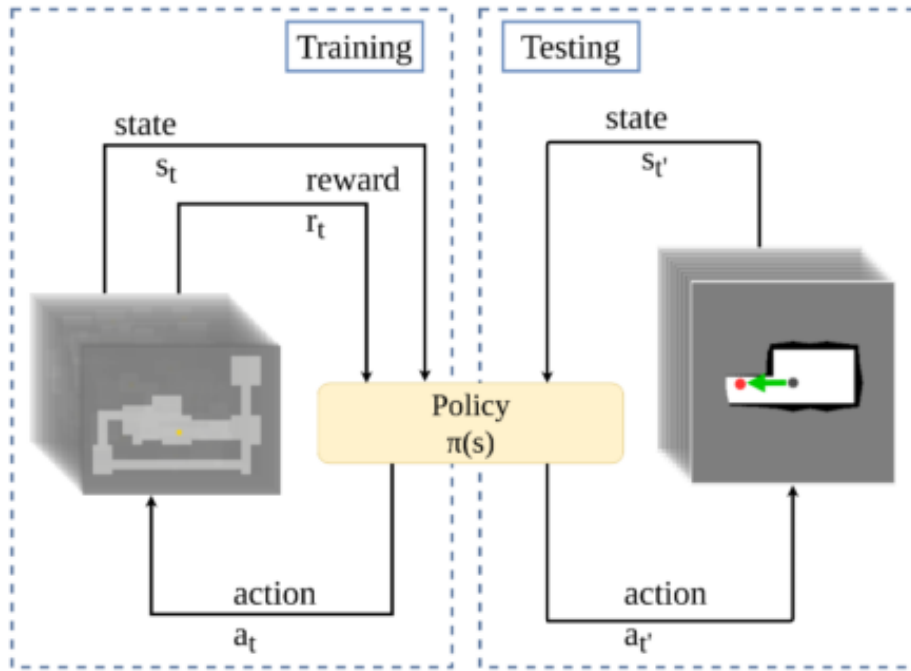 Training
Testing
state
s_t
reward
r_t
state
s_t'
Policy
π(s)
action
a_t
action
a_t'